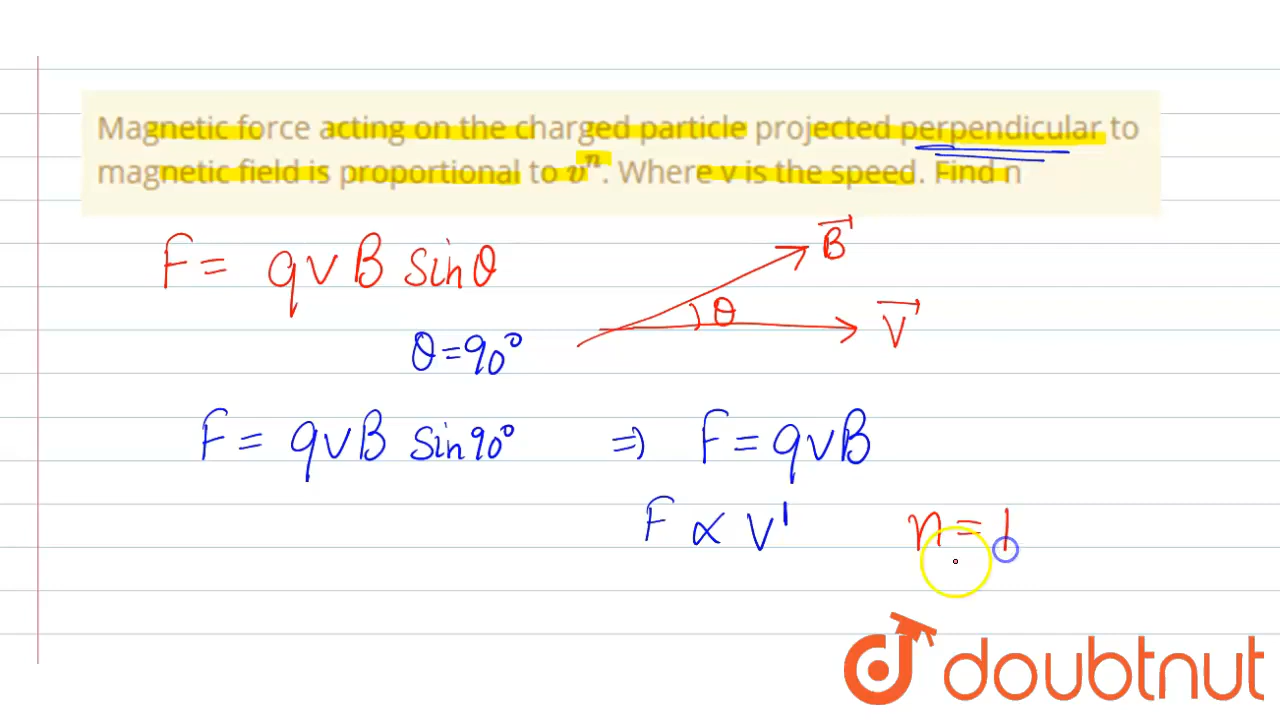 Magnetic force acting on the charged particle projected perpendicular to
magnetic field is proportional to vⁿ. Where v is the speed. Find n
F = qvB sinθ
B⃗
θ
V⃗
θ=90°
F = qvB sin90° ⇒ F = qvB
F ∝ V¹ n = 1
doubtnut